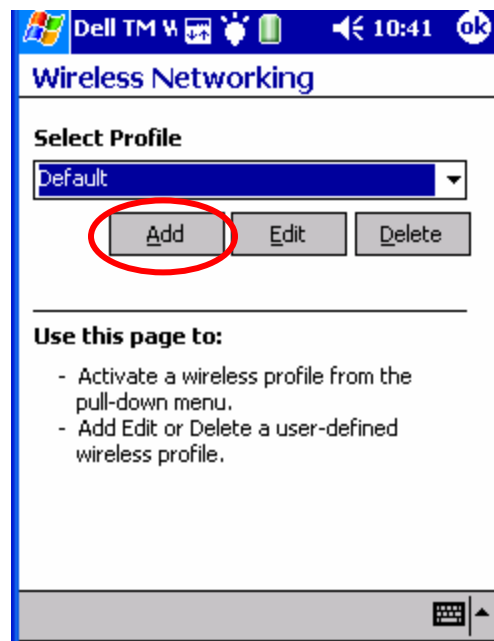 Dell TM W 10:41 ok
Wireless Networking
Select Profile
Default
Add Edit Delete
Use this page to:
- Activate a wireless profile from the
pull-down menu.
- Add Edit or Delete a user-defined
wireless profile.